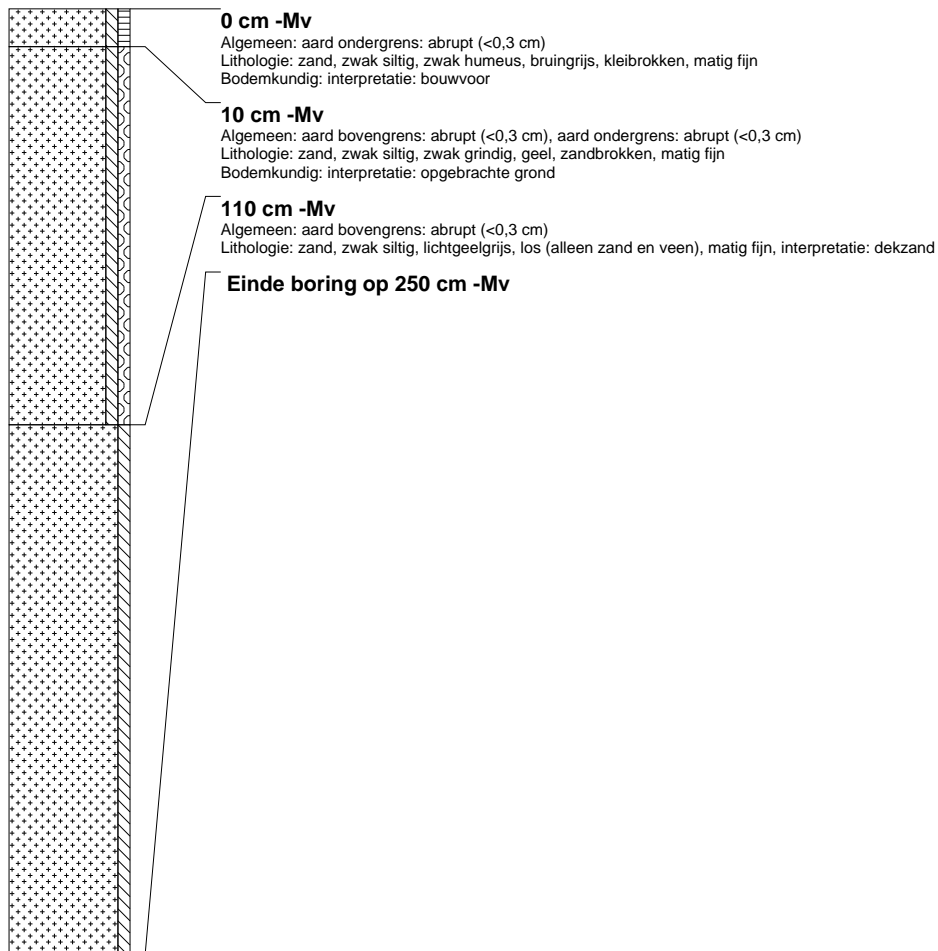 0 cm -Mv
Algemeen: aard ondergrens: abrupt (<0,3 cm)
Lithologie: zand, zwak siltig, zwak humeus, bruingrijs, kleibrokken, matig fijn
Bodemkundig: interpretatie: bouwvoor
10 cm -Mv
Algemeen: aard bovengrens: abrupt (<0,3 cm), aard ondergrens: abrupt (<0,3 cm)
Lithologie: zand, zwak siltig, zwak grindig, geel, zandbrokken, matig fijn
Bodemkundig: interpretatie: opgebrachte grond
110 cm -Mv
Algemeen: aard bovengrens: abrupt (<0,3 cm)
Lithologie: zand, zwak siltig, lichtgeelgrijs, los (alleen zand en veen), matig fijn, interpretatie: dekzand
Einde boring op 250 cm -Mv